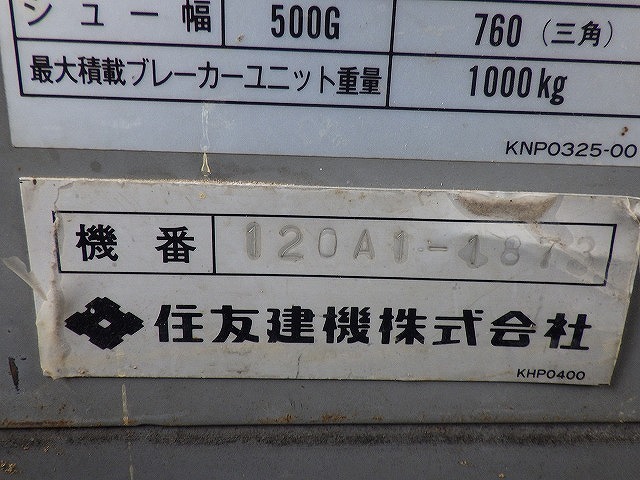 シュー幅 500G 760(三角)
最大積載ブレーカーユニット重量 1000kg
KNP0325-00
機番 120A1-1873
住友建機株式会社
KHP0400